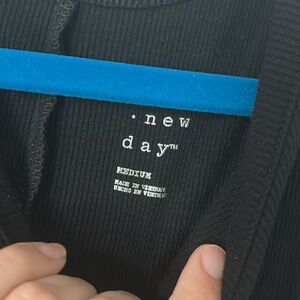 · new
day™
MEDIUM
MADE IN VIETNAM
HECHO EN VIETNAM